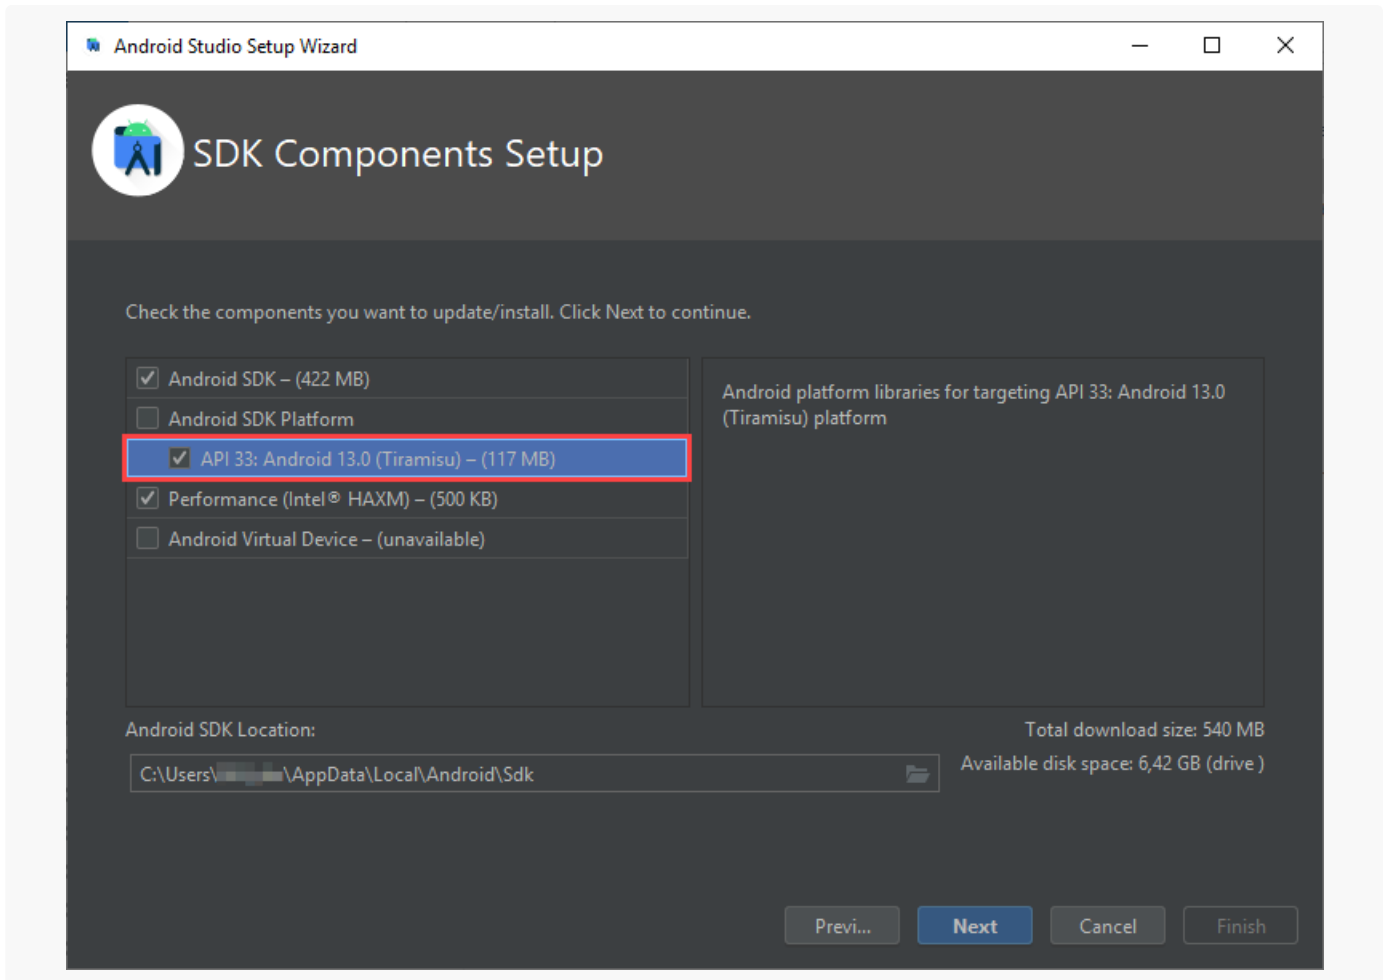 Android Studio Setup Wizard
SDK Components Setup
Check the components you want to update/install. Click Next to continue.
Android SDK – (422 MB)
Android SDK Platform
API 33: Android 13.0 (Tiramisu) – (117 MB)
Performance (Intel® HAXM) – (500 KB)
Android Virtual Device – (unavailable)
Android platform libraries for targeting API 33: Android 13.0
(Tiramisu) platform
Android SDK Location:
Total download size: 540 MB
C:\Users\ \AppData\Local\Android\Sdk
Available disk space: 6,42 GB (drive )
Previ...
Next
Cancel
Finish